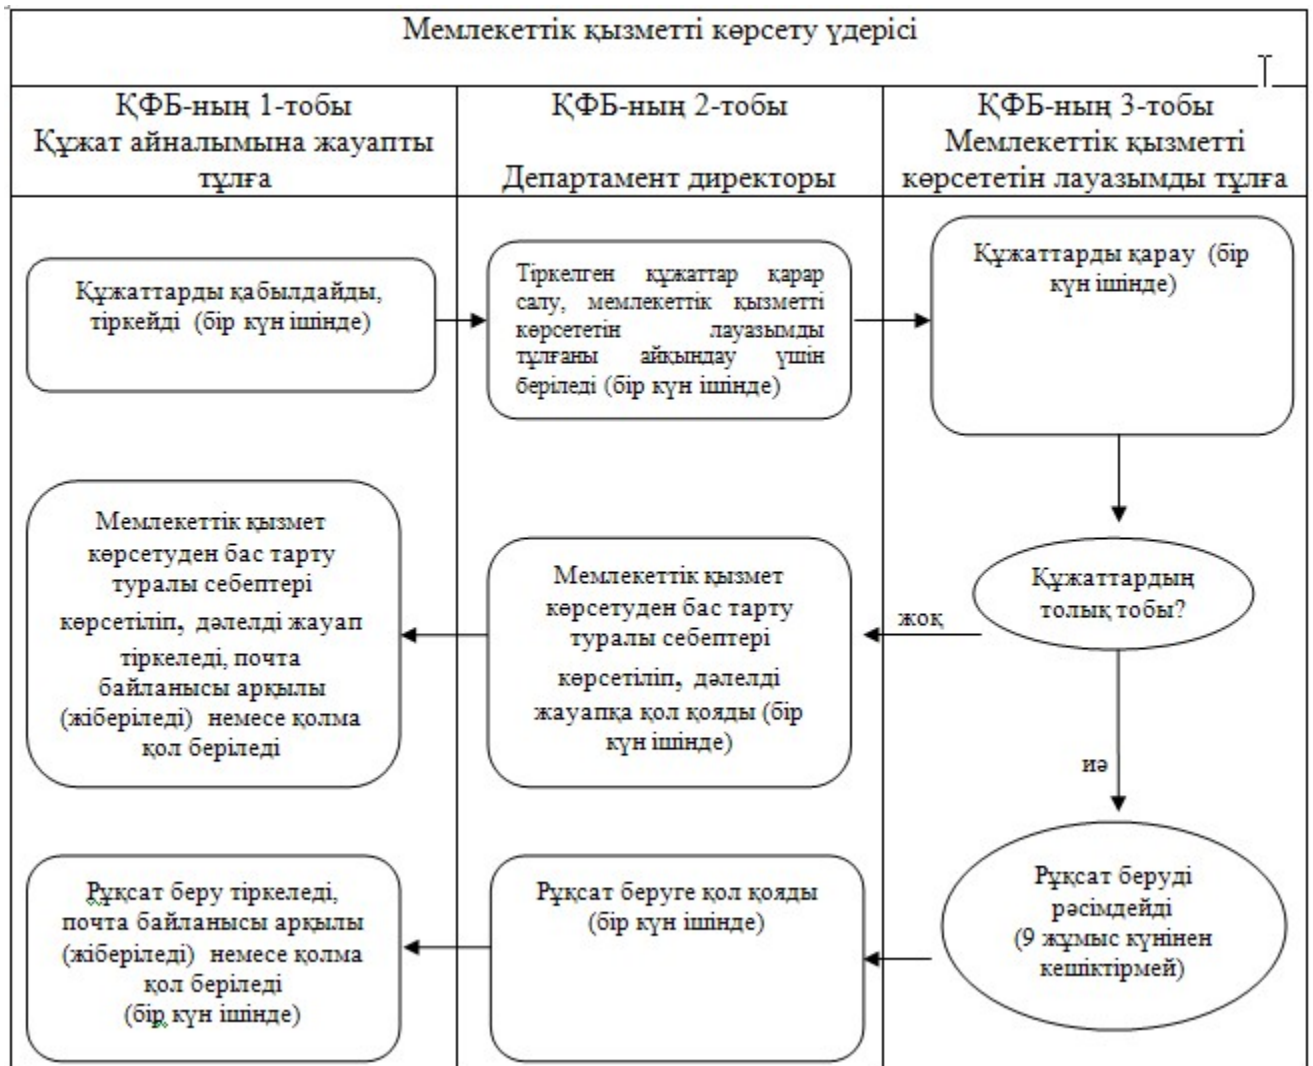 Мемлекеттік қызметті көрсету үдерісі
ҚФБ-ның 1-тобы
Құжат айналымына жауапты
тұлға
ҚФБ-ның 2-тобы
Департамент директоры
ҚФБ-ның 3-тобы
Мемлекеттік қызметті
көрсететін лауазымды тұлға
Құжаттарды қабылдайды,
тіркейді (бір күн ішінде)
Тіркелген құжаттар қарар
салу, мемлекеттік қызметті
көрсететін лауазымды
тұлғаны айқындау үшін
беріледі (бір күн ішінде)
Құжаттарды қарау (бір
күн ішінде)
Құжаттардың
толық тобы?
жоқ
Мемлекеттік қызмет
көрсетуден бас тарту
туралы себептері
көрсетіліп, дәлелді
жауапқа қол қояды (бір
күн ішінде)
Мемлекеттік қызмет
көрсетуден бас тарту
туралы себептері
көрсетіліп, дәлелді жауап
тіркеледі, почта
байланысы арқылы
(жіберіледі) немесе қолма
қол беріледі
иә
Рұқсат беруді
рәсімдейді
(9 жұмыс күнінен
кешіктірмей)
Рұқсат беруге қол қояды
(бір күн ішінде)
Рұқсат беру тіркеледі,
почта байланысы арқылы
(жіберіледі) немесе қолма
қол беріледі
(бір күн ішінде)